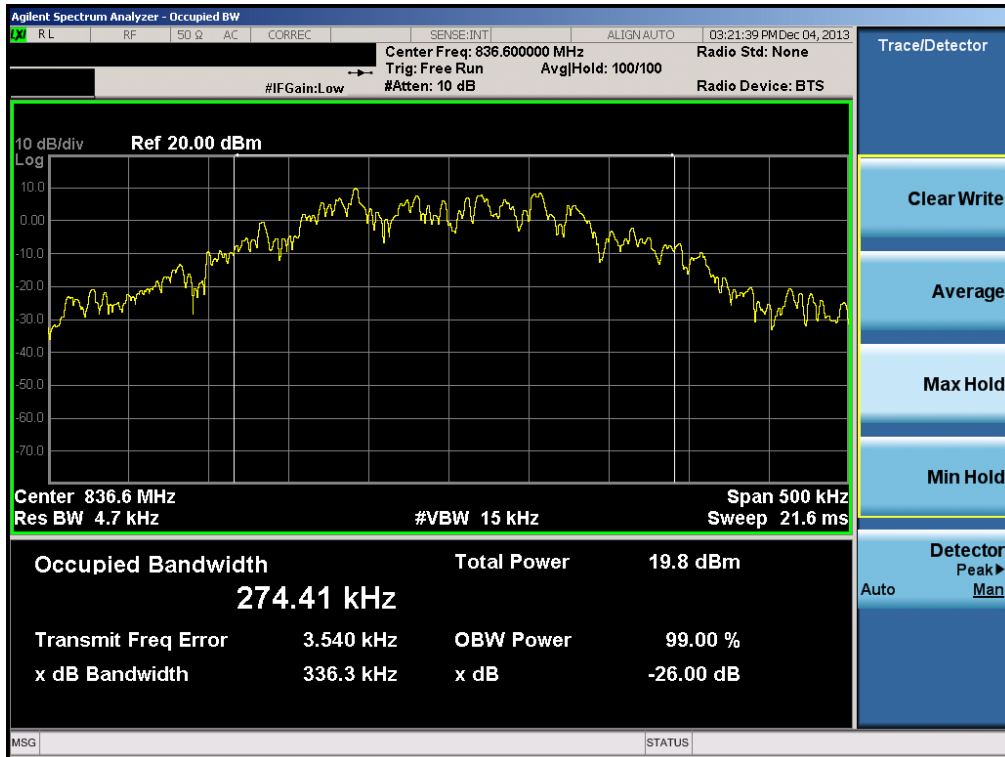 Agilent Spectrum Analyzer - Occupied BW
LXI RL RF 50 Ω AC CORREC SENSE:INT ALIGN AUTO 03:21:39 PM Dec 04, 2013
Center Freq: 836.600000 MHz Radio Std: None
Trig: Free Run Avg|Hold: 100/100
#IFGain:Low #Atten: 10 dB Radio Device: BTS
10 dB/div Ref 20.00 dBm
Log
10.0
0.00
-10.0
-20.0
-30.0
-40.0
-50.0
-60.0
-70.0
Center 836.6 MHz Span 500 kHz
Res BW 4.7 kHz #VBW 15 kHz Sweep 21.6 ms
Occupied Bandwidth Total Power 19.8 dBm
274.41 kHz
Transmit Freq Error 3.540 kHz OBW Power 99.00 %
x dB Bandwidth 336.3 kHz x dB -26.00 dB
MSG STATUS
Trace/Detector
Clear Write
Average
Max Hold
Min Hold
Detector
Peak▶
Auto Man